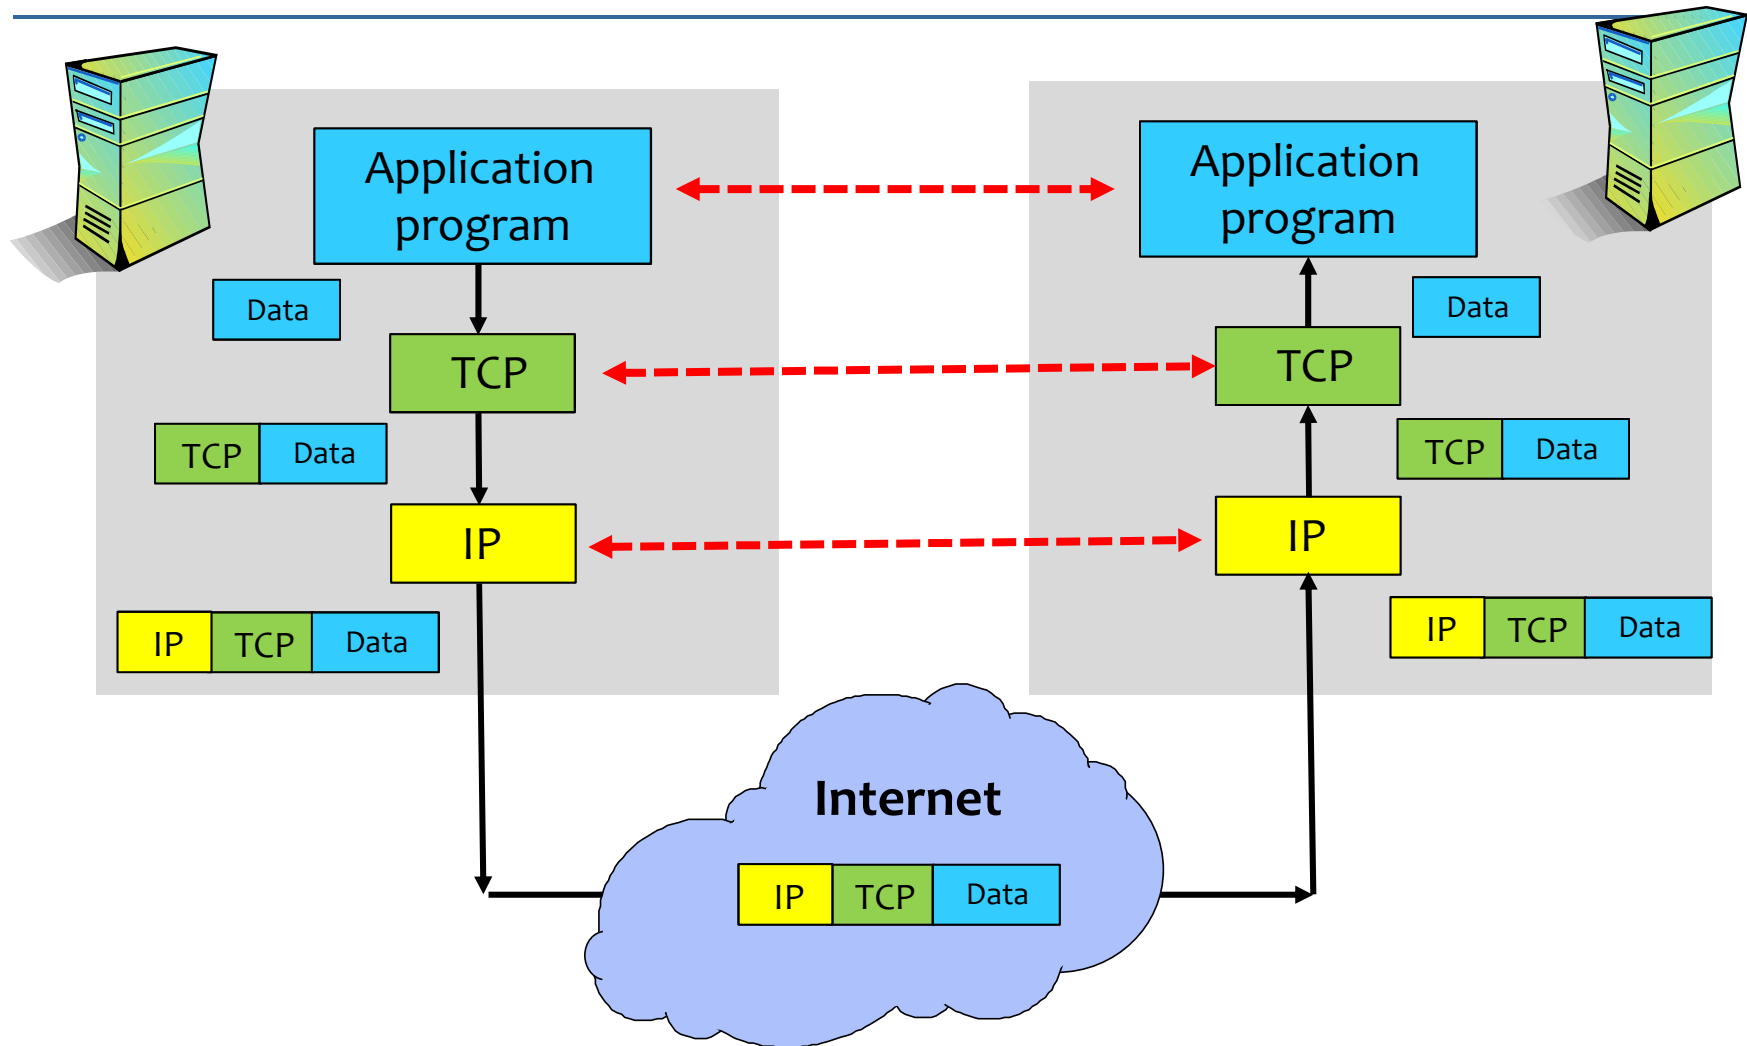 Application
program
Data
TCP
TCP Data
IP
IP TCP Data
Application
program
Data
TCP
TCP Data
IP
IP TCP Data
Internet
IP TCP Data